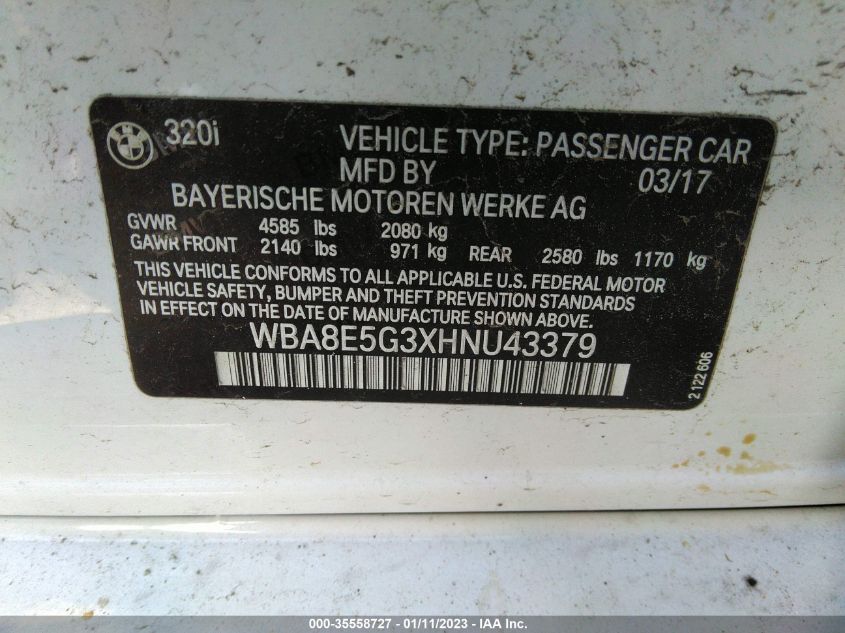 BMW 320i VEHICLE TYPE: PASSENGER CAR
MFD BY 03/17
BAYERISCHE MOTOREN WERKE AG
GVWR 4585 lbs 2080 kg
GAWR FRONT 2140 lbs 971 kg REAR 2580 lbs 1170 kg
THIS VEHICLE CONFORMS TO ALL APPLICABLE U.S. FEDERAL MOTOR
VEHICLE SAFETY, BUMPER AND THEFT PREVENTION STANDARDS
IN EFFECT ON THE DATE OF MANUFACTURE SHOWN ABOVE.
WBA8E5G3XHNU43379
2 122 606
000-35558727 - 01/11/2023 - IAA Inc.